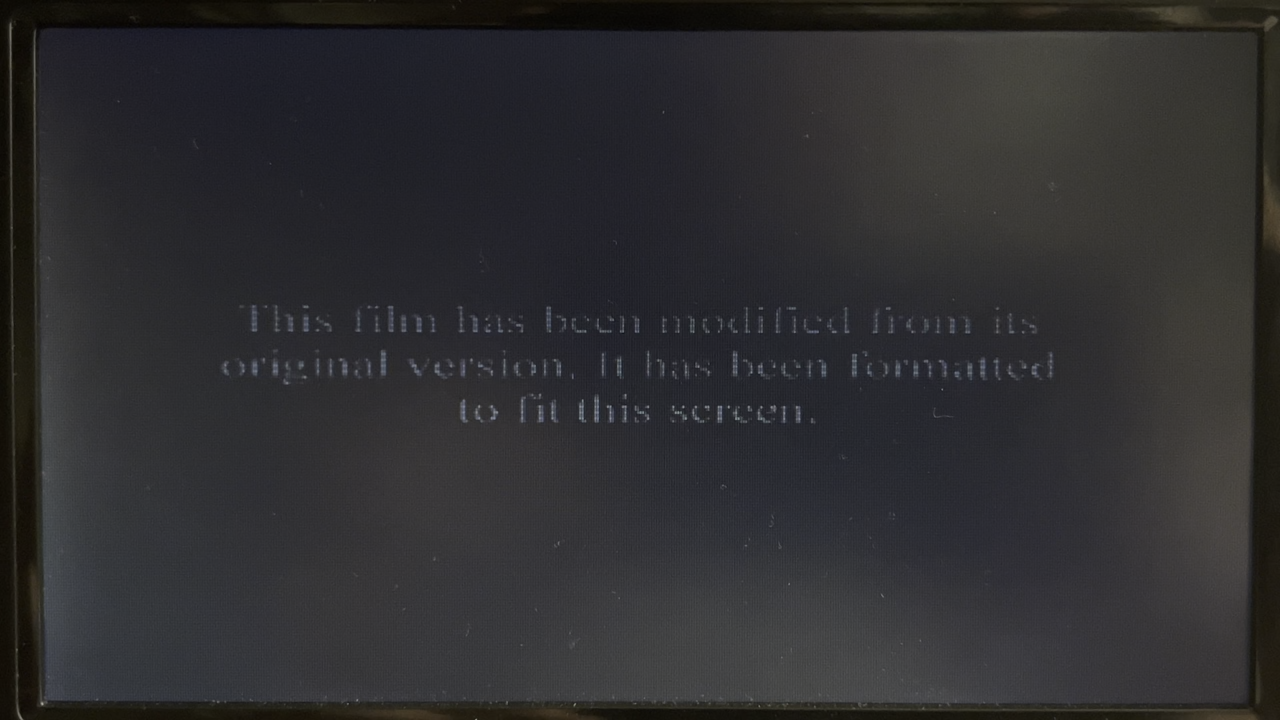 This film has been modified from its
original version. It has been formatted
to fit this screen.